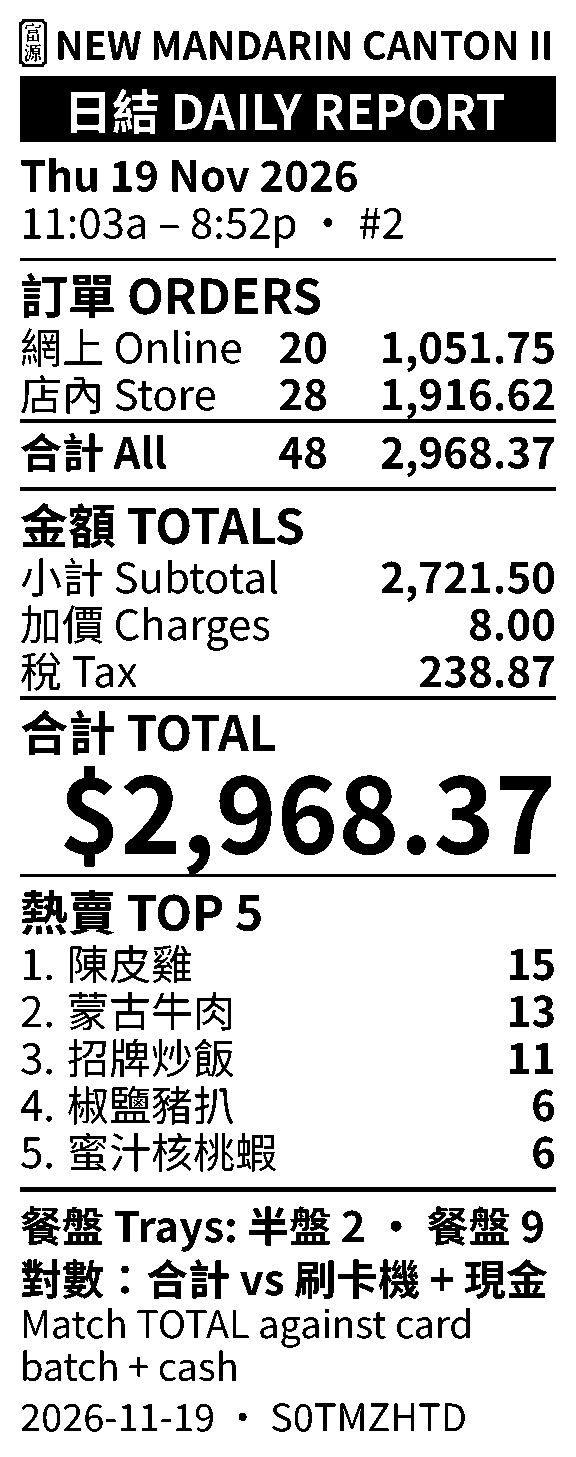 富源 NEW MANDARIN CANTON II
日結 DAILY REPORT
Thu 19 Nov 2026
11:03a – 8:52p · #2
訂單 ORDERS
網上 Online 20 1,051.75
店內 Store 28 1,916.62
合計 All 48 2,968.37
金額 TOTALS
小計 Subtotal 2,721.50
加價 Charges 8.00
稅 Tax 238.87
合計 TOTAL
$2,968.37
熱賣 TOP 5
1. 陳皮雞 15
2. 蒙古牛肉 13
3. 招牌炒飯 11
4. 椒鹽豬扒 6
5. 蜜汁核桃蝦 6
餐盤 Trays: 半盤 2 · 餐盤 9
對數：合計 vs 刷卡機 + 現金
Match TOTAL against card
batch + cash
2026-11-19 · S0TMZHTD